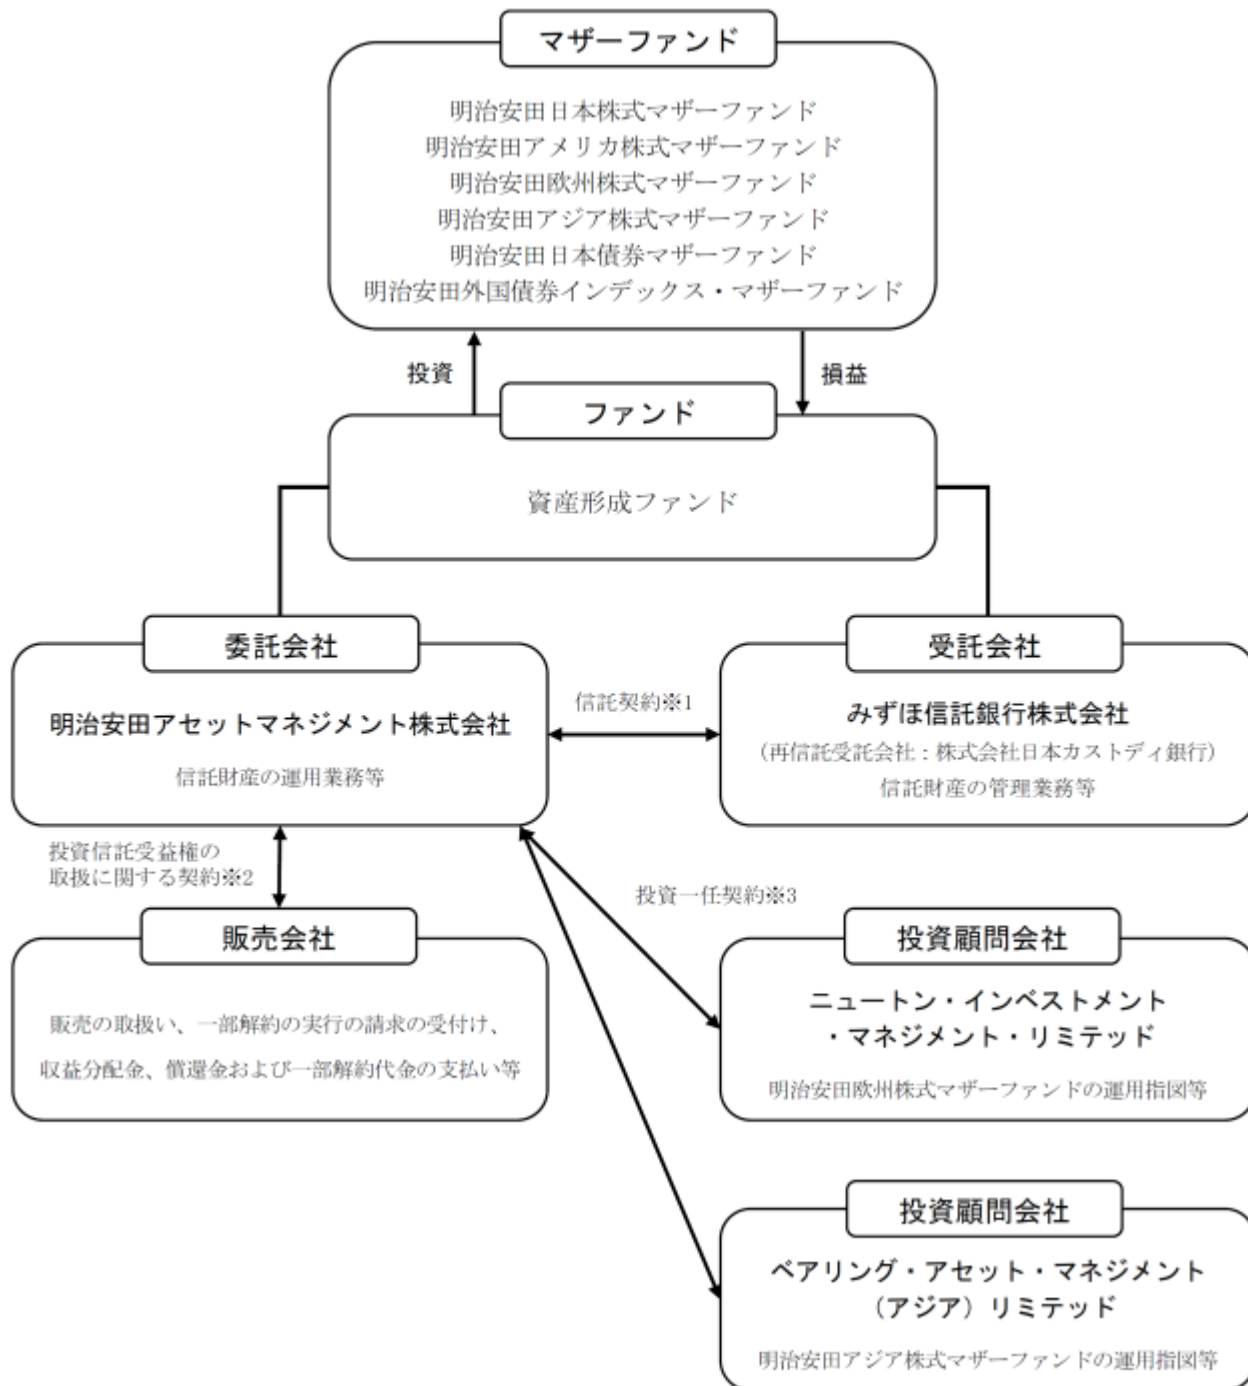 マザーファンド
明治安田日本株式マザーファンド
明治安田アメリカ株式マザーファンド
明治安田欧州株式マザーファンド
明治安田アジア株式マザーファンド
明治安田日本債券マザーファンド
明治安田外国債券インデックス・マザーファンド
投資
損益
ファンド
資産形成ファンド
委託会社
明治安田アセットマネジメント株式会社
信託財産の運用業務等
信託契約※1
受託会社
みずほ信託銀行株式会社
(再信託受託会社:株式会社日本カストディ銀行)
信託財産の管理業務等
投資信託受益権の
取扱に関する契約※2
投資一任契約※3
販売会社
販売の取扱い、一部解約の実行の請求の受付け、
収益分配金、償還金および一部解約代金の支払い等
投資顧問会社
ニュートン・インベストメント
・マネジメント・リミテッド
明治安田欧州株式マザーファンドの運用指図等
投資顧問会社
ベアリング・アセット・マネジメント
(アジア)リミテッド
明治安田アジア株式マザーファンドの運用指図等